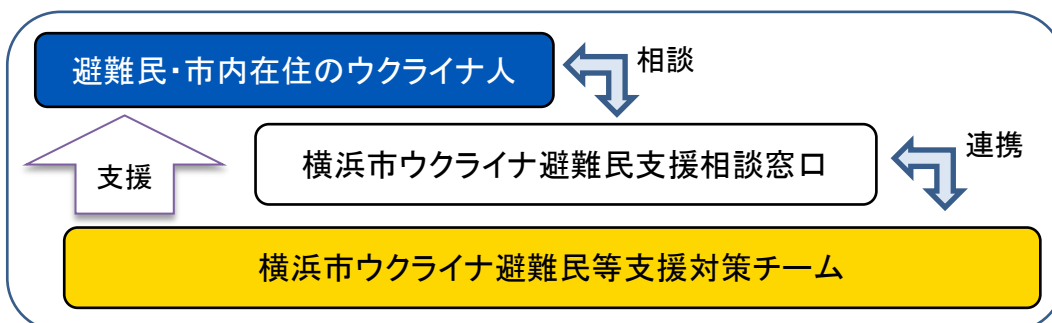 避難民・市内在住のウクライナ人
相談
横浜市ウクライナ避難民支援相談窓口
連携
支援
横浜市ウクライナ避難民等支援対策チーム